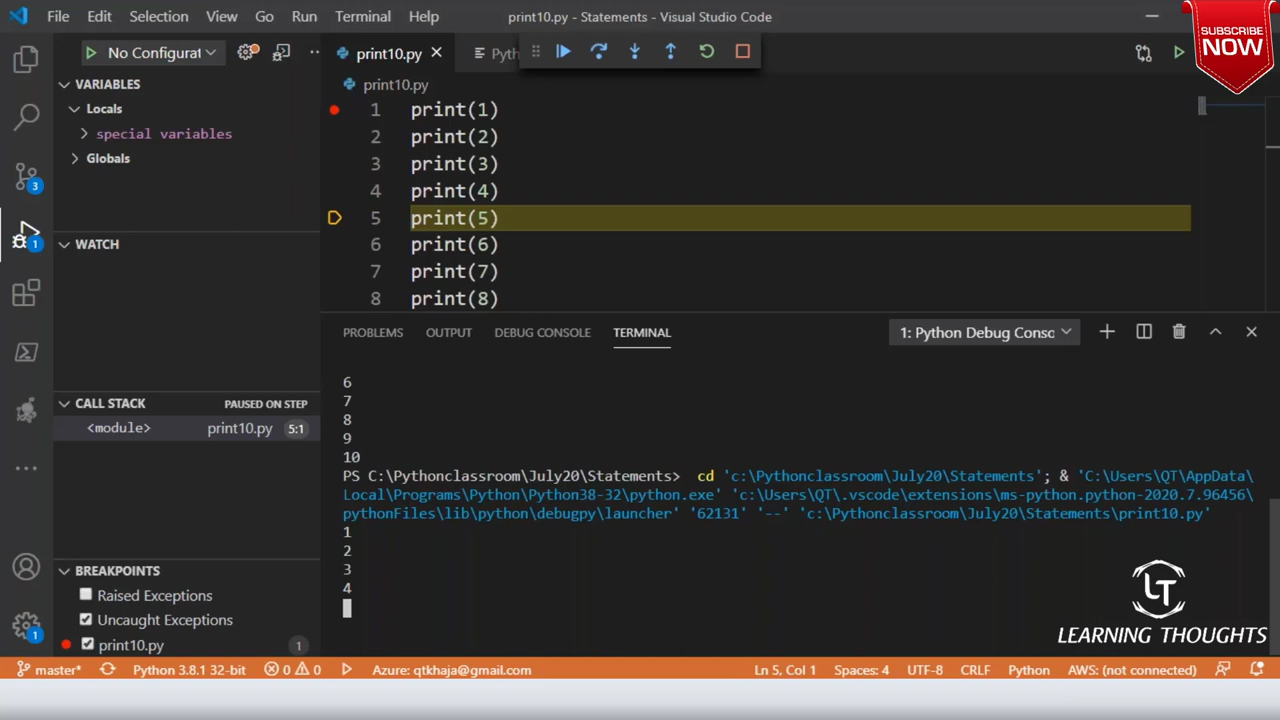 File Edit Selection View Go Run Terminal Help print10.py - Statements - Visual Studio Code
SUBSCRIBE
NOW
No Configurat
print10.py
Pyth
VARIABLES
Locals
special variables
Globals
print10.py
1 print(1)
2 print(2)
3 print(3)
4 print(4)
5 print(5)
6 print(6)
7 print(7)
8 print(8)
3
1
WATCH
CALL STACK PAUSED ON STEP
<module> print10.py 5:1
BREAKPOINTS
Raised Exceptions
Uncaught Exceptions
print10.py 1
1
PROBLEMS OUTPUT DEBUG CONSOLE TERMINAL 1: Python Debug Consc
6
7
8
9
10
PS C:\Pythonclassroom\July20\Statements> cd 'c:\Pythonclassroom\July20\Statements'; & 'C:\Users\QT\AppData\
Local\Programs\Python\Python38-32\python.exe' 'c:\Users\QT\.vscode\extensions\ms-python.python-2020.7.96456\
pythonFiles\lib\python\debugpy\launcher' '62131' '--' 'c:\Pythonclassroom\July20\Statements\print10.py'
1
2
3
4
LT
LEARNING THOUGHTS
master* Python 3.8.1 32-bit 0 0 Azure: qtkhaja@gmail.com Ln 5, Col 1 Spaces: 4 UTF-8 CRLF Python AWS: (not connected)